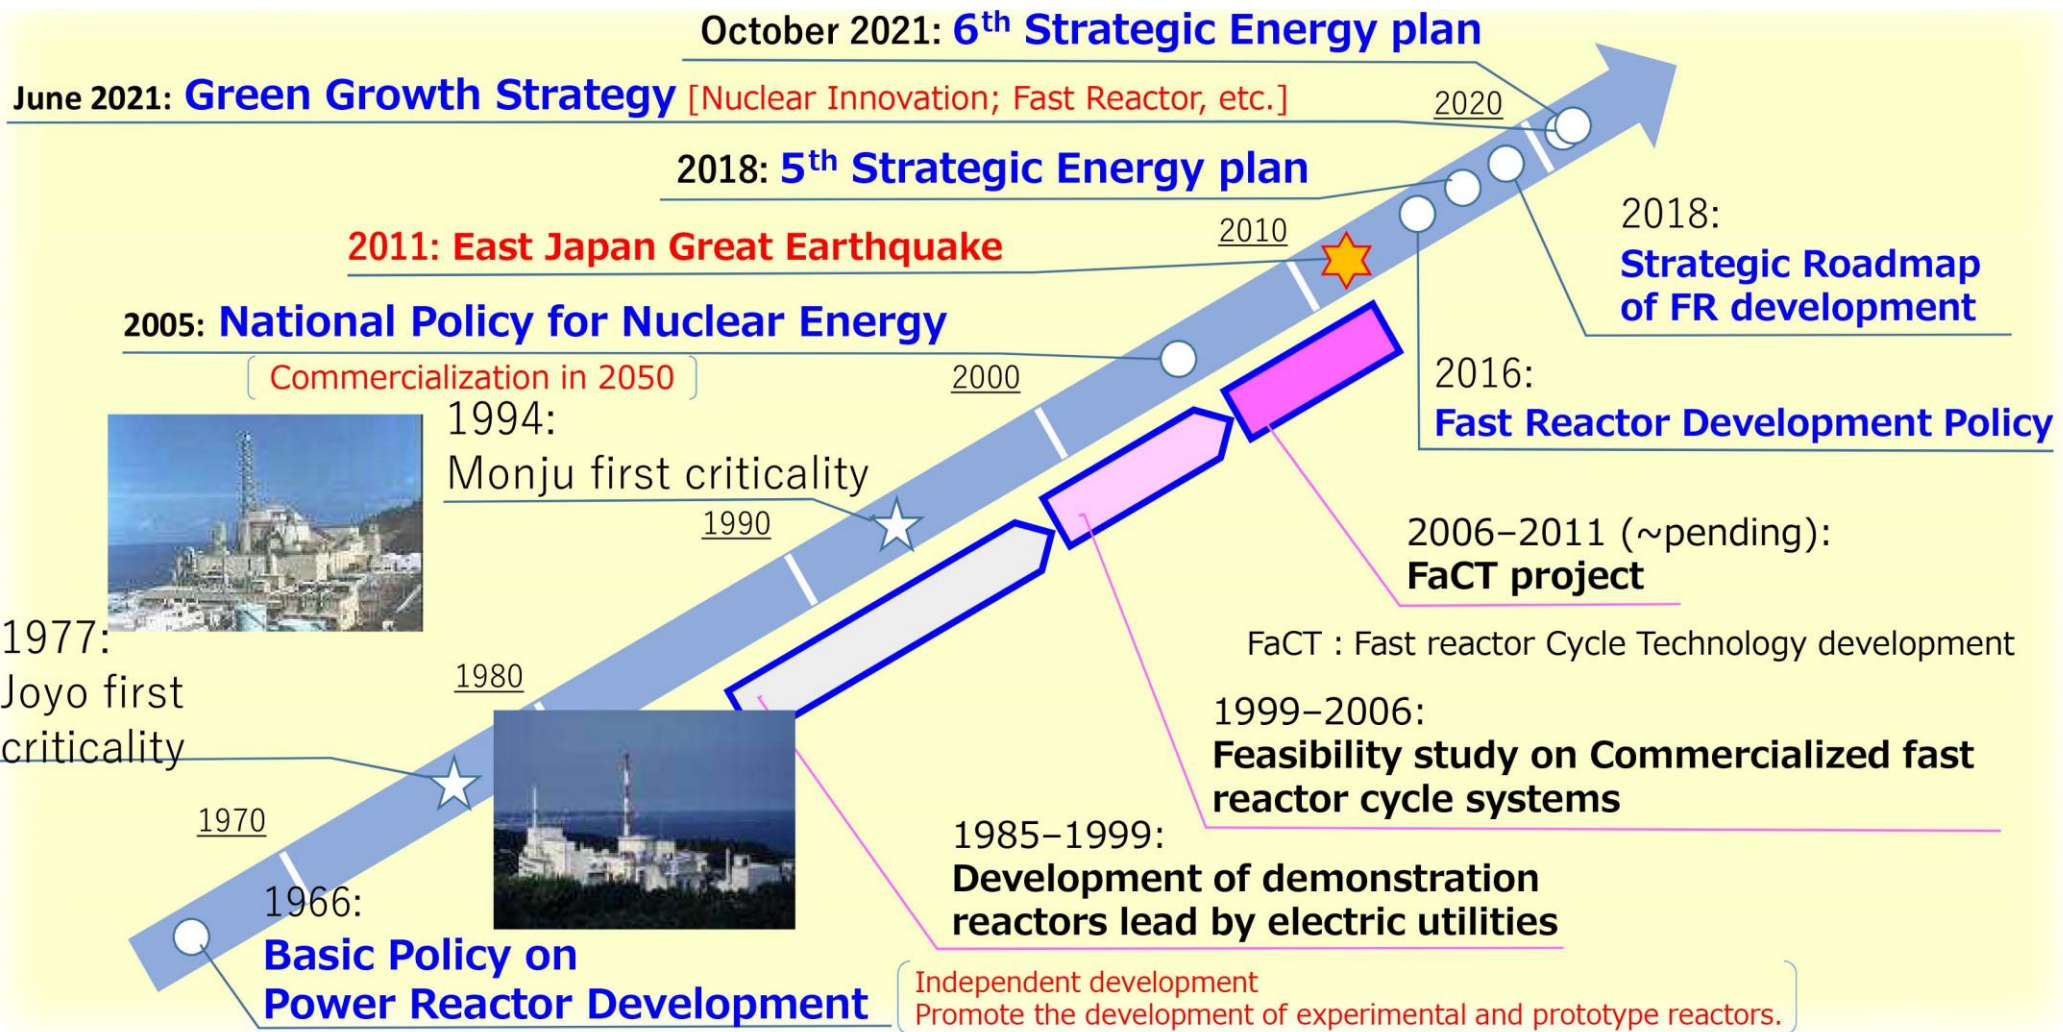 October 2021: 6th Strategic Energy plan
June 2021: Green Growth Strategy [Nuclear Innovation; Fast Reactor, etc.]
2020
2018: 5th Strategic Energy plan
2018:
Strategic Roadmap
of FR development
2011: East Japan Great Earthquake
2010
2005: National Policy for Nuclear Energy
Commercialization in 2050
2000
2016:
Fast Reactor Development Policy
1994:
Monju first criticality
1990
2006–2011 (~pending):
FaCT project
FaCT : Fast reactor Cycle Technology development
1977:
Joyo first
criticality
1980
1999–2006:
Feasibility study on Commercialized fast
reactor cycle systems
1970
1985–1999:
Development of demonstration
reactors lead by electric utilities
1966:
Basic Policy on
Power Reactor Development
Independent development
Promote the development of experimental and prototype reactors.